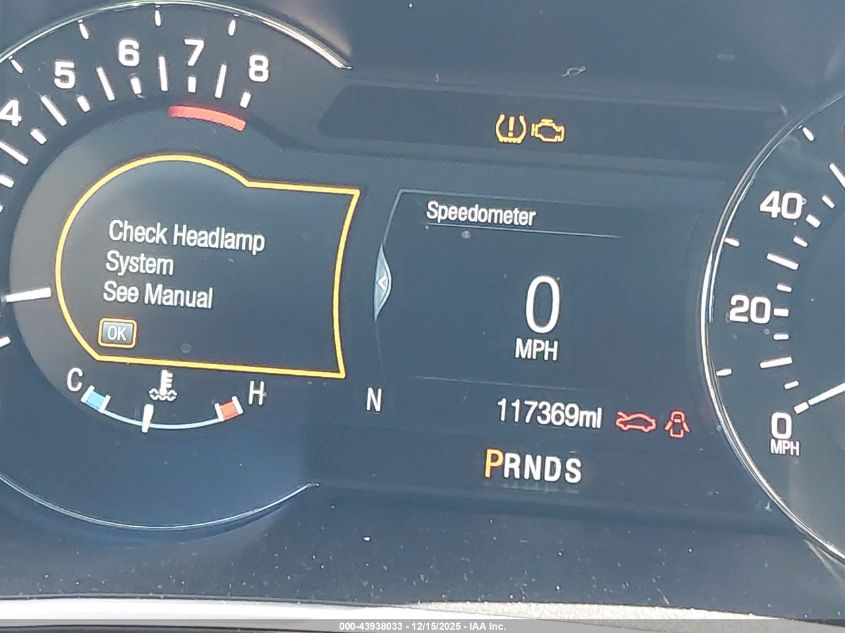 4 5 6 7 8
Check Headlamp
System
See Manual
OK
C H
N
Speedometer
0
MPH
117369ml
PRNDS
40
20
0
MPH
000-43938033 - 12/15/2025 - IAA Inc.